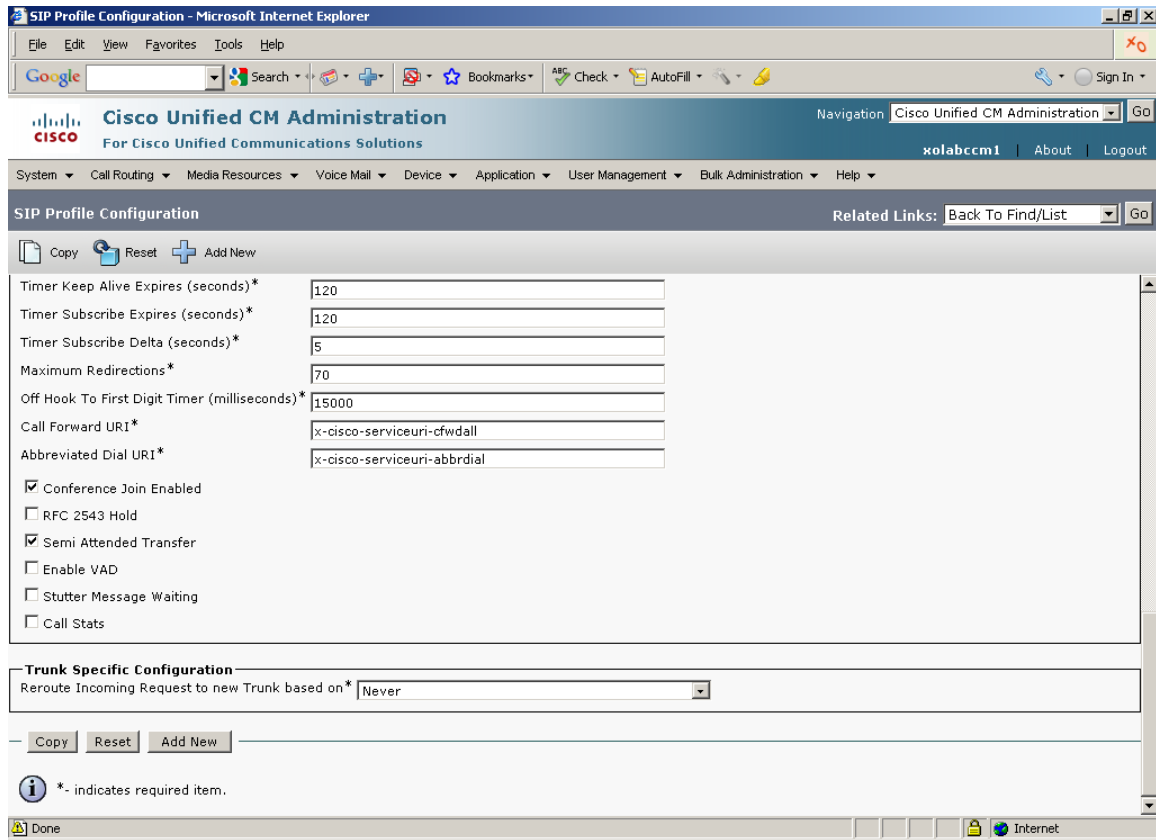 SIP Profile Configuration - Microsoft Internet Explorer
File Edit View Favorites Tools Help
Google Search Bookmarks ABC Check AutoFill Sign In
CISCO
Cisco Unified CM Administration
For Cisco Unified Communications Solutions
Navigation Cisco Unified CM Administration Go
xolabccm1 | About | Logout
System Call Routing Media Resources Voice Mail Device Application User Management Bulk Administration Help
SIP Profile Configuration
Related Links: Back To Find/List Go
Copy Reset Add New
Timer Keep Alive Expires (seconds)* 120
Timer Subscribe Expires (seconds)* 120
Timer Subscribe Delta (seconds)* 5
Maximum Redirections* 70
Off Hook To First Digit Timer (milliseconds)* 15000
Call Forward URI* x-cisco-serviceuri-cfwdall
Abbreviated Dial URI* x-cisco-serviceuri-abbrdial
Conference Join Enabled
RFC 2543 Hold
Semi Attended Transfer
Enable VAD
Stutter Message Waiting
Call Stats
Trunk Specific Configuration
Reroute Incoming Request to new Trunk based on* Never
Copy Reset Add New
*- indicates required item.
Done
Internet